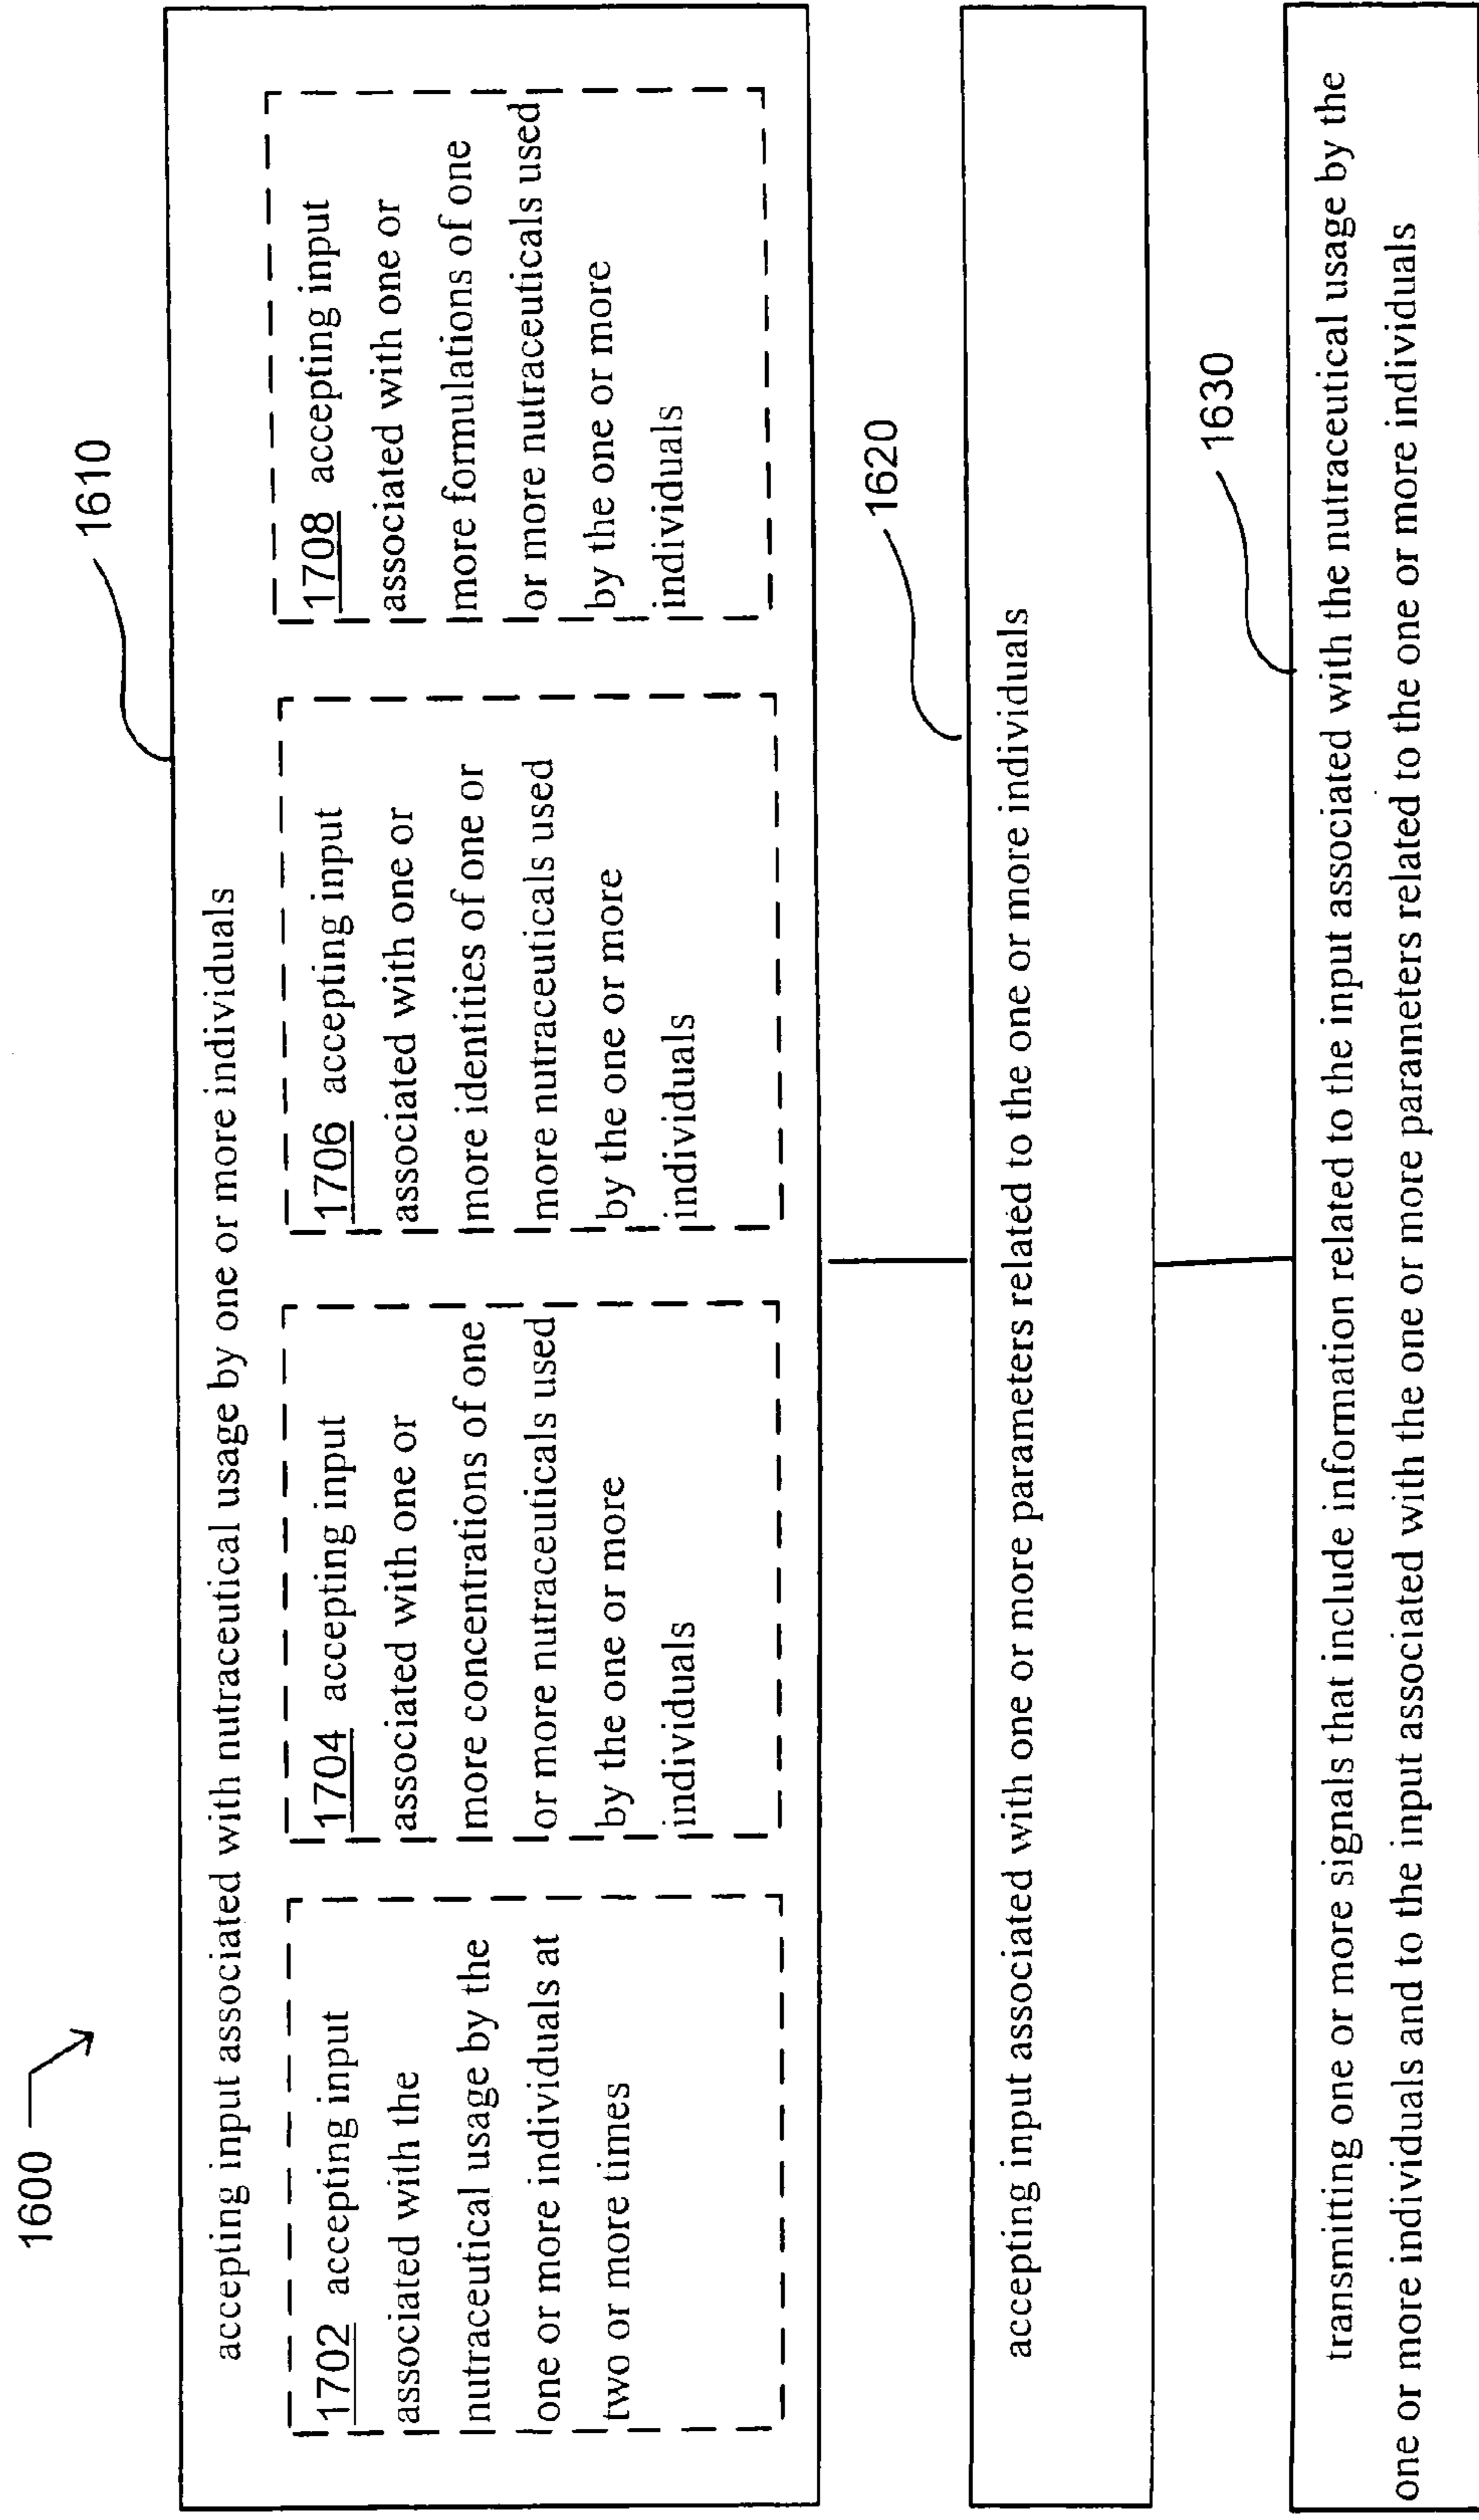 1600
1610
accepting input associated with nutraceutical usage by one or more individuals
1702 accepting input
associated with the
nutraceutical usage by the
one or more individuals at
two or more times
1704 accepting input
associated with one or
more concentrations of one
or more nutraceuticals used
by the one or more
individuals
1706 accepting input
associated with one or
more identities of one or
more nutraceuticals used
by the one or more
individuals
1708 accepting input
associated with one or
more formulations of one
or more nutraceuticals used
by the one or more
individuals
1620
accepting input associated with one or more parameters related to the one or more individuals
1630
transmitting one or more signals that include information related to the input associated with the nutraceutical usage by the
one or more individuals and to the input associated with the one or more parameters related to the one or more individuals